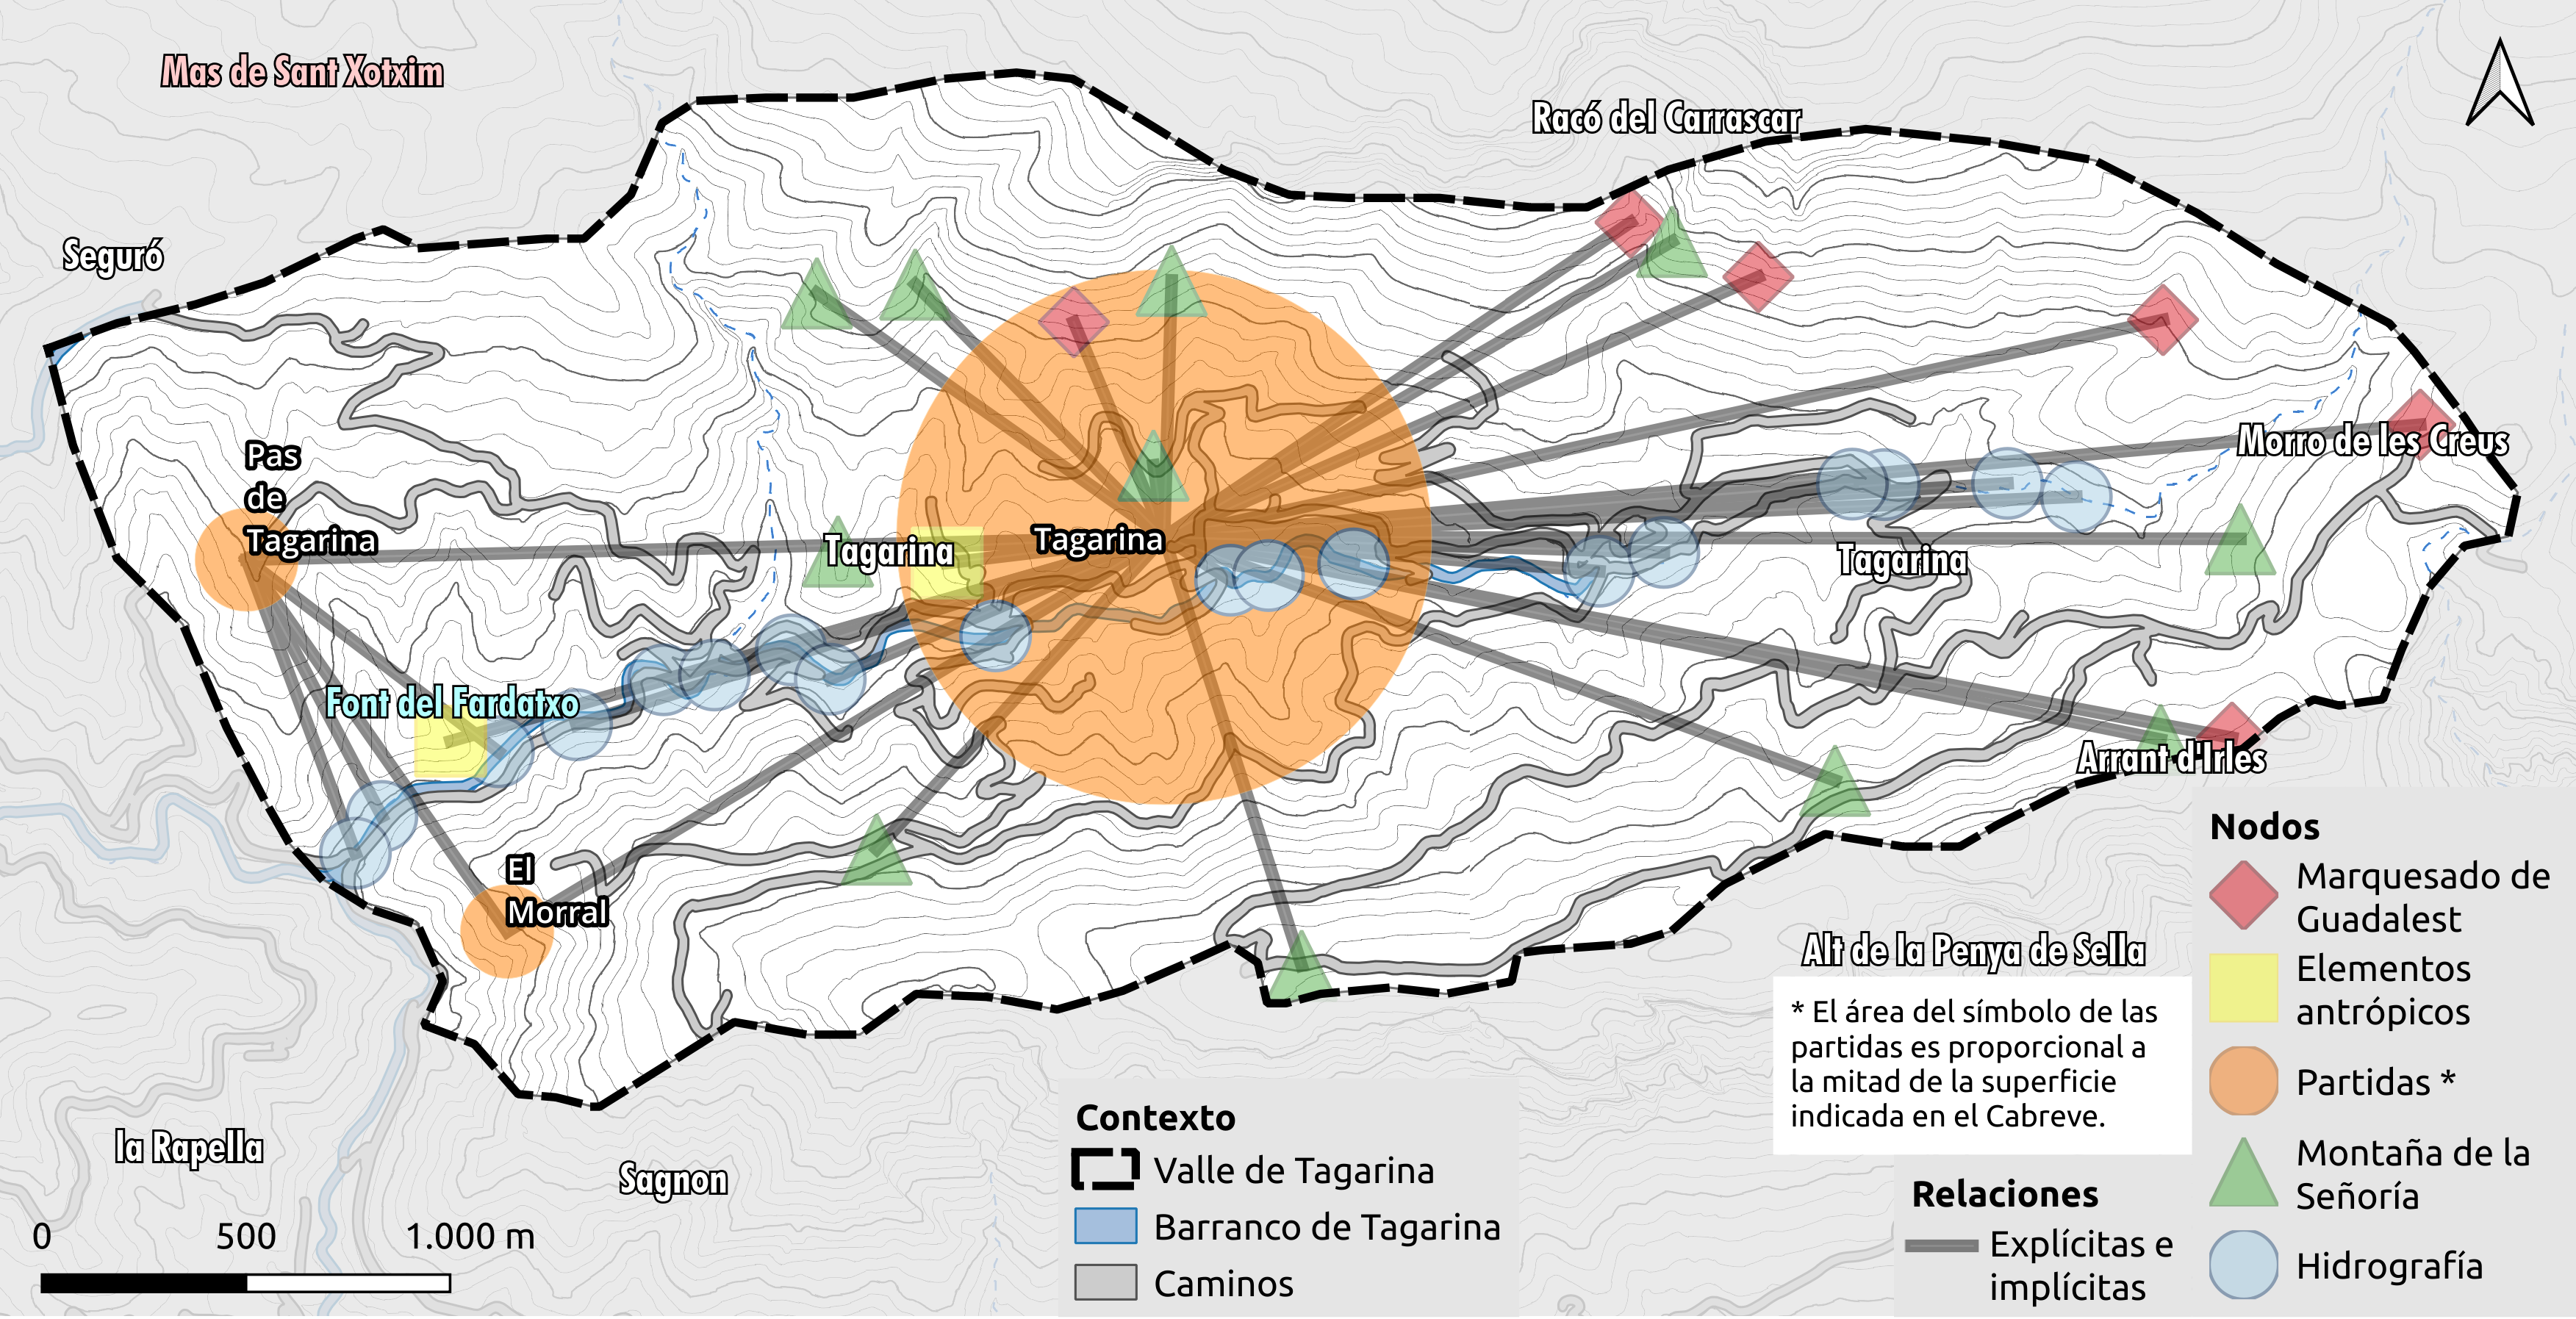 Mas de Sant Xotxim
Racó del Carrascar
Seguró
Morro de les Creus
Pas
de
Tagarina
Tagarina
Tagarina
Tagarina
Font del Fardatxo
Arrant d'Irles
El
Morral
Alt de la Penya de Sella
la Rapella
Sagnon
0 500 1.000 m
Contexto
Valle de Tagarina
Barranco de Tagarina
Caminos
* El área del símbolo de las
partidas es proporcional a
la mitad de la superficie
indicada en el Cabreve.
Relaciones
Explícitas e
implícitas
Nodos
Marquesado de
Guadalest
Elementos
antrópicos
Partidas *
Montaña de la
Señoría
Hidrografía